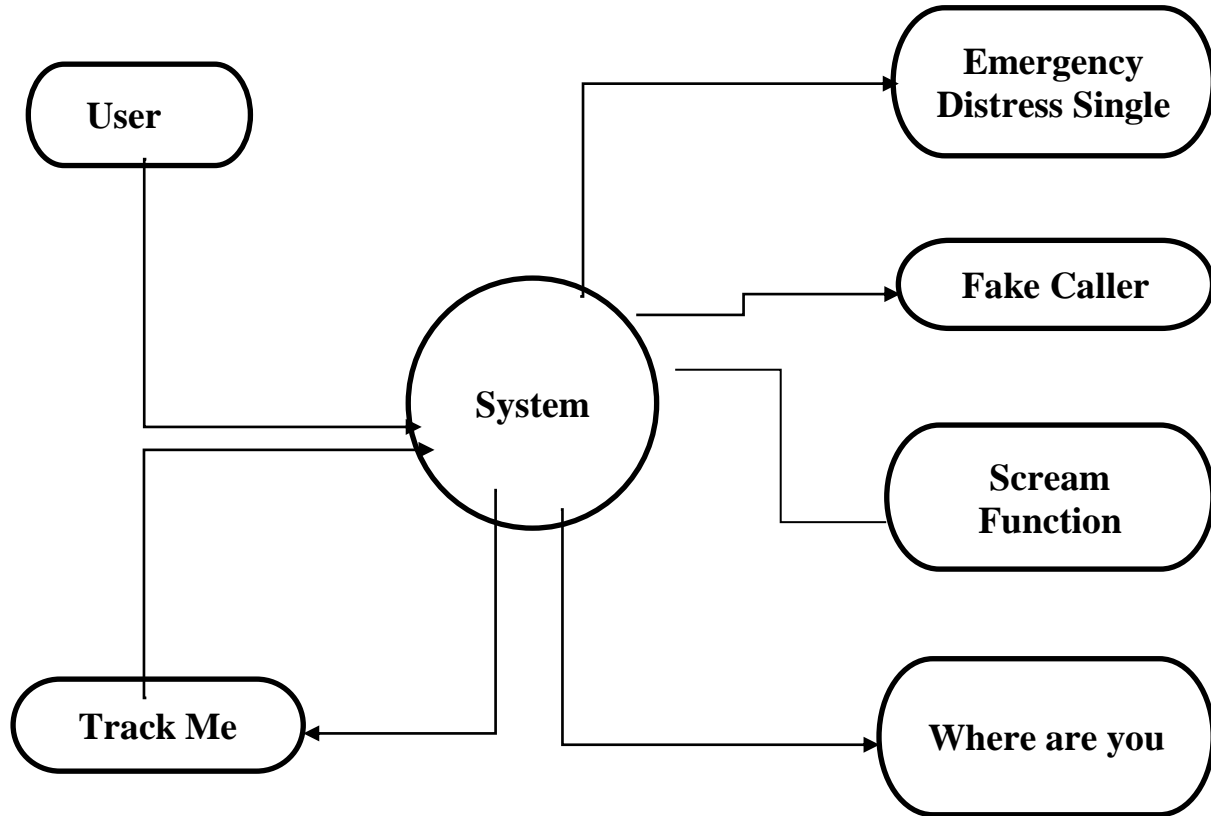 User
Emergency
Distress Single
Fake Caller
System
Scream
Function
Track Me
Where are you